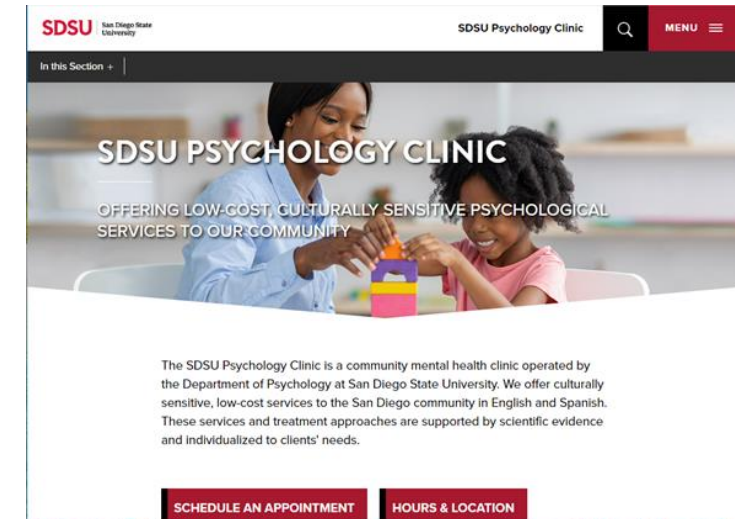 SDSU San Diego State
University
SDSU Psychology Clinic
MENU
In this Section +
SDSU PSYCHOLOGY CLINIC
OFFERING LOW-COST, CULTURALLY SENSITIVE PSYCHOLOGICAL
SERVICES TO OUR COMMUNITY
The SDSU Psychology Clinic is a community mental health clinic operated by
the Department of Psychology at San Diego State University. We offer culturally
sensitive, low-cost services to the San Diego community in English and Spanish.
These services and treatment approaches are supported by scientific evidence
and individualized to clients' needs.
SCHEDULE AN APPOINTMENT
HOURS & LOCATION